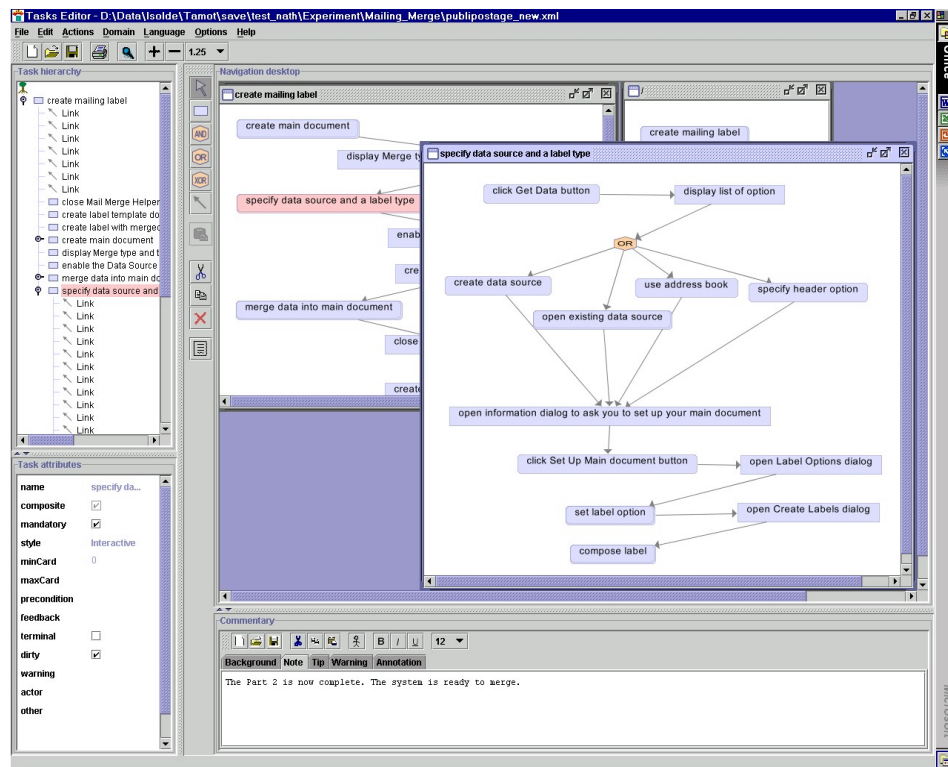 Tasks Editor - D:\Data\Isolde\Tamot\save\test_nath\Experiment\Mailing_Merge\publipostage_new.xml
File Edit Actions Domain Language Options Help
1.25
Task hierarchy
create mailing label
Link
Link
Link
Link
Link
Link
Link
close Mail Merge Helper
create label template do
create label with merged
create main document
display Merge type and t
enable the Data Source
merge data into main do
specify data source and
Link
Link
Link
Link
Link
Link
Link
Link
Link
Link
Link
Task attributes
name specify da...
composite
mandatory
style Interactive
minCard 0
maxCard
precondition
feedback
terminal
dirty
warning
actor
other
AND
OR
XOR
Navigation desktop
create mailing label
create main document
display Merge ty
specify data source and a label type
enab
cre
merge data into main document
close
create
/
create mailing label
specify data source and a label type
click Get Data button
display list of option
OR
create data source
use address book
specify header option
open existing data source
open information dialog to ask you to set up your main document
click Set Up Main document button
open Label Options dialog
set label option
open Create Labels dialog
compose label
Commentary
B I U 12
Background Note Tip Warning Annotation
The Part 2 is now complete. The system is ready to merge.
Office